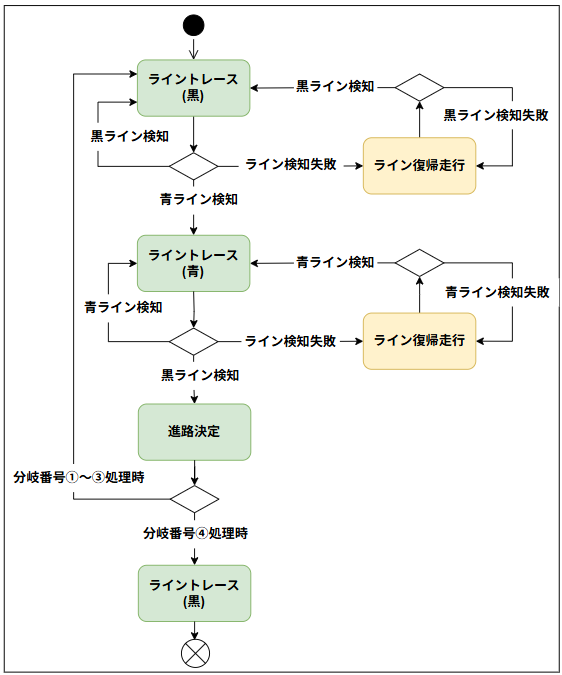 ライントレース
(黒)
黒ライン検知
黒ライン検知失敗
黒ライン検知
ライン検知失敗
ライン復帰走行
青ライン検知
ライントレース
(青)
青ライン検知
青ライン検知失敗
青ライン検知
ライン検知失敗
ライン復帰走行
黒ライン検知
進路決定
分岐番号①～③処理時
分岐番号④処理時
ライントレース
(黒)